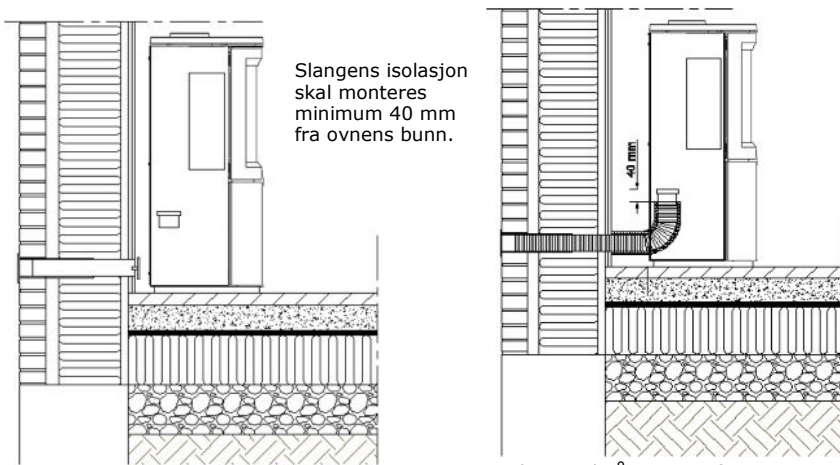 Slangens isolasjon
skal monteres
minimum 40 mm
fra ovnens bunn.
40 mm